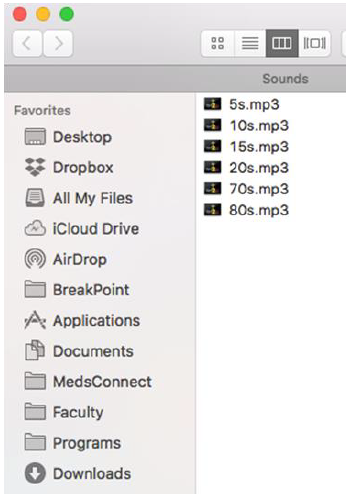 Sounds
Favorites
Desktop
Dropbox
All My Files
iCloud Drive
AirDrop
BreakPoint
Applications
Documents
MedsConnect
Faculty
Programs
Downloads
5s.mp3
10s.mp3
15s.mp3
20s.mp3
70s.mp3
80s.mp3